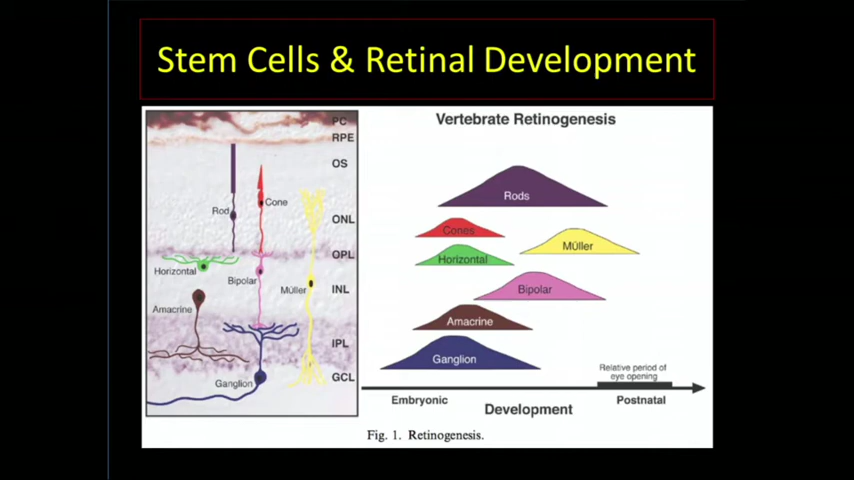 Stem Cells & Retinal Development
PC
RPE
OS
Rod
Cone
ONL
OPL
Horizontal
Bipolar
Müller
INL
Amacrine
IPL
Ganglion
GCL
Vertebrate Retinogenesis
Rods
Cones
Müller
Horizontal
Bipolar
Amacrine
Ganglion
Relative period of
eye opening
Embryonic
Postnatal
Development
Fig. 1. Retinogenesis.